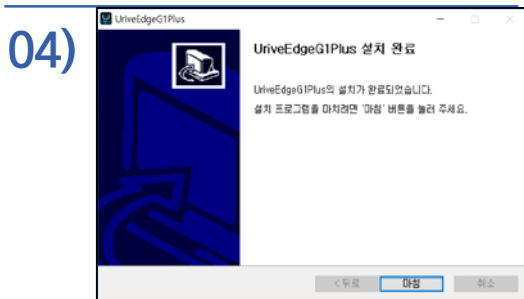 04)
UriveEdgeG1Plus
UriveEdgeG1Plus 설치 완료
UriveEdgeG1Plus의 설치가 완료되었습니다.
설치 프로그램을 마치려면 '마침' 버튼을 눌러 주세요.
< 뒤로 마침 취소